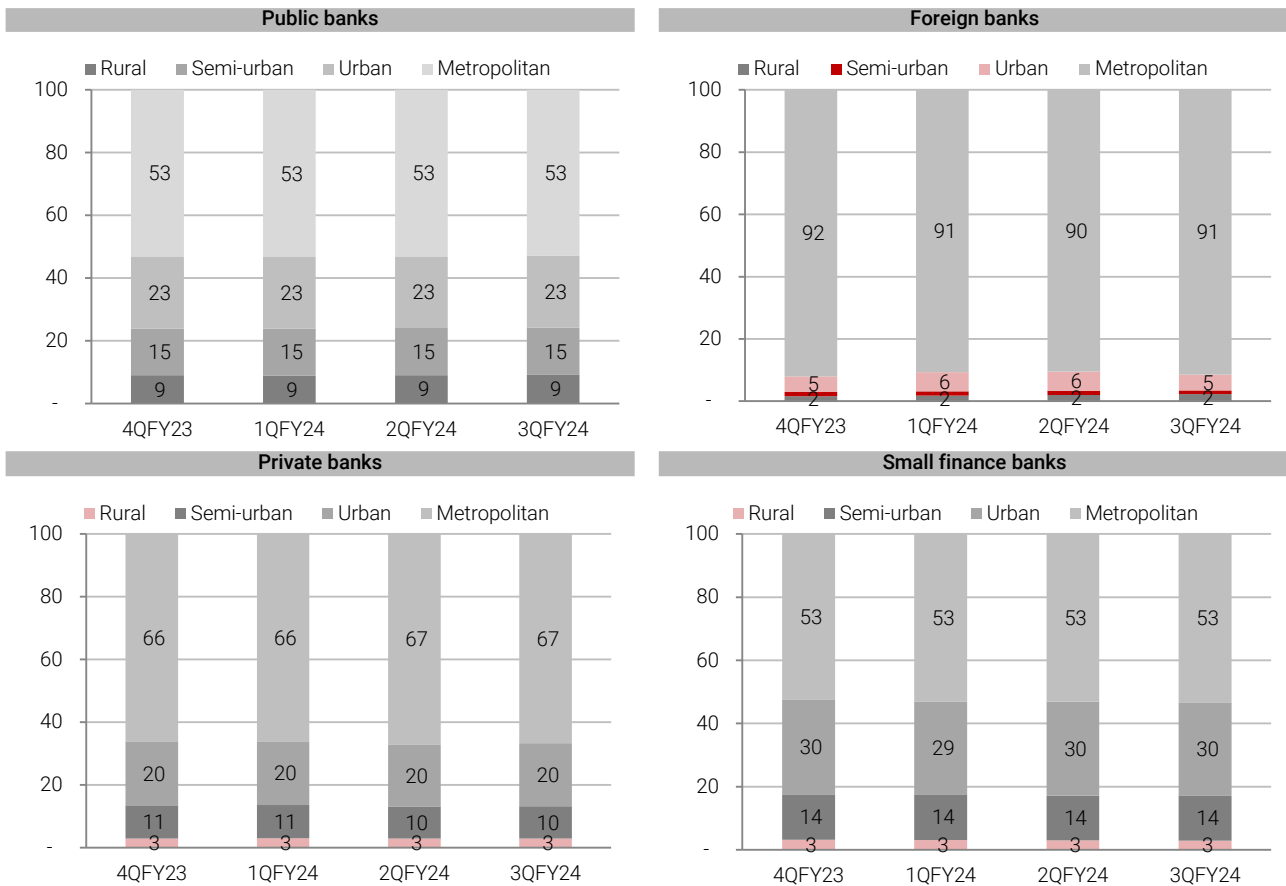 Public banks
Rural Semi-urban Urban Metropolitan
100
80
60
40
20
-
53 53 53 53
23 23 23 23
15 15 15 15
9 9 9 9
4QFY23 1QFY24 2QFY24 3QFY24
Foreign banks
Rural Semi-urban Urban Metropolitan
100
80
60
40
20
-
92 91 90 91
5 6 6 5
2 2 2 2
4QFY23 1QFY24 2QFY24 3QFY24
Private banks
Rural Semi-urban Urban Metropolitan
100
80
60
40
20
-
66 66 67 67
20 20 20 20
11 11 10 10
3 3 3 3
4QFY23 1QFY24 2QFY24 3QFY24
Small finance banks
Rural Semi-urban Urban Metropolitan
100
80
60
40
20
-
53 53 53 53
30 29 30 30
14 14 14 14
3 3 3 3
4QFY23 1QFY24 2QFY24 3QFY24